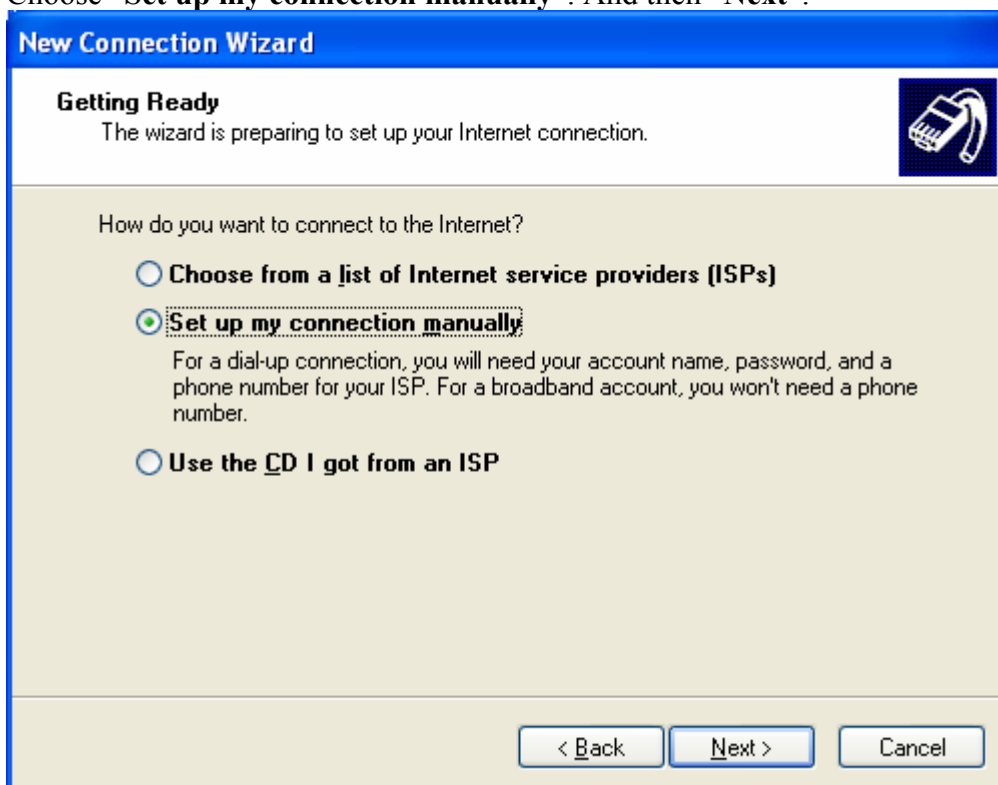 Choose "Set up my connection manually". And then "Next".
New Connection Wizard
Getting Ready
The wizard is preparing to set up your Internet connection.
How do you want to connect to the Internet?
Choose from a list of Internet service providers (ISPs)
Set up my connection manually
For a dial-up connection, you will need your account name, password, and a
phone number for your ISP. For a broadband account, you won't need a phone
number.
Use the CD I got from an ISP
< Back Next > Cancel